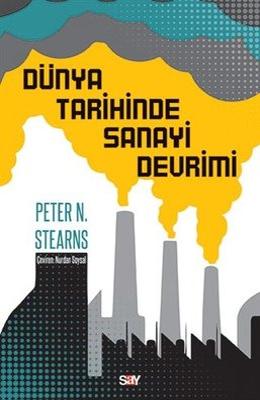 DÜNYA
TARİHİNDE
SANAYİ
DEVRİMİ
PETER N.
STEARNS
Çeviren: Nurdan Soysal
SAY